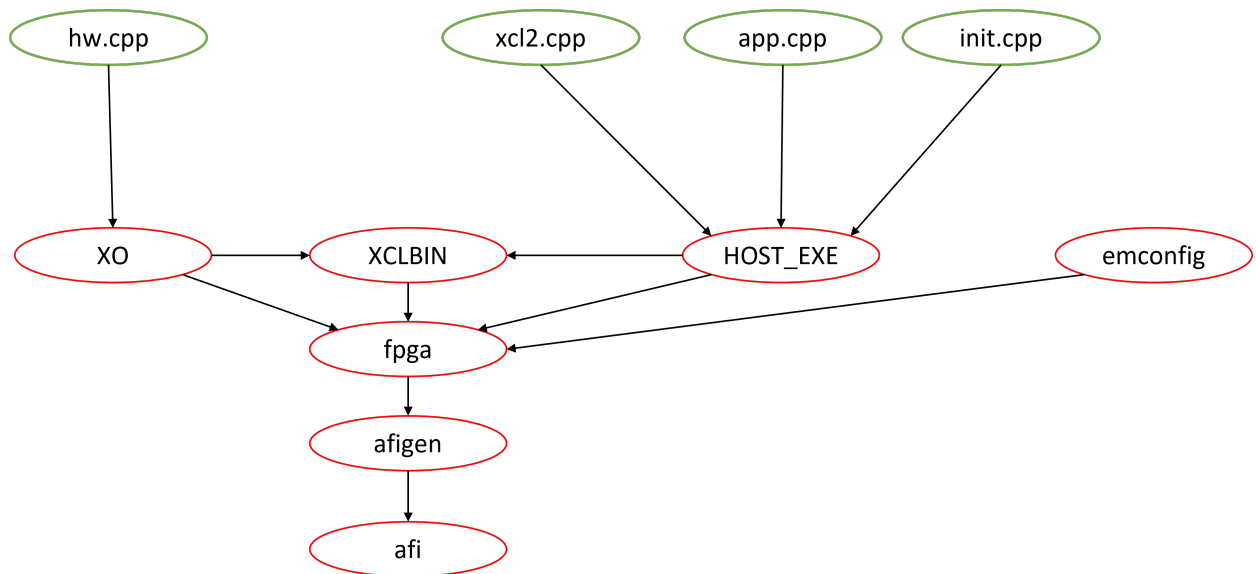 hw.cpp
xcl2.cpp
app.cpp
init.cpp
XO
XCLBIN
HOST_EXE
emconfig
fpga
afigen
afi